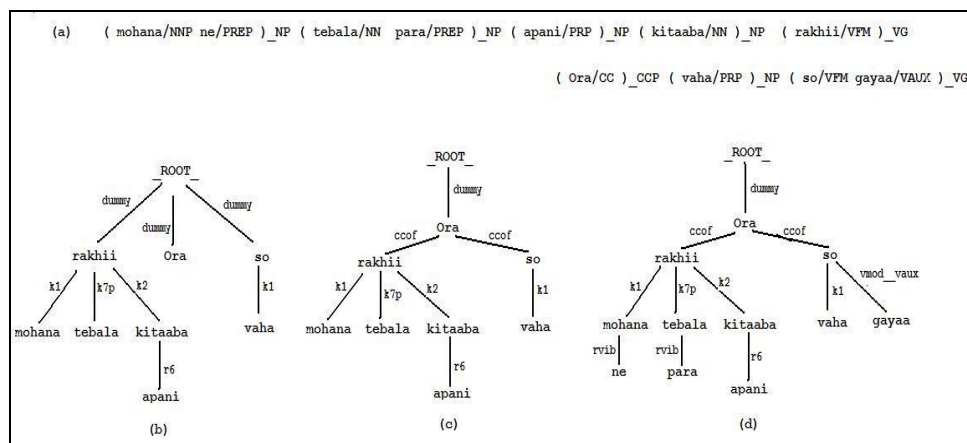 (a) ( mohana/NNP ne/PREP )_NP ( tebala/NN para/PREP )_NP ( apani/PRP )_NP ( kitaaba/NN )_NP ( rakhii/VFM )_VG
( Ora/CC )_CCP ( vaha/PRP )_NP ( so/VFM gayaa/VAUX )_VG
_ROOT_
dummy dummy dummy
rakhii Ora so
k1 k7p k2 k1
mohana tebala kitaaba vaha
r6
apani
(b)
_ROOT_
dummy
Ora
ccof ccof
rakhii so
k1 k7p k2 k1
mohana tebala kitaaba vaha
r6
apani
(c)
_ROOT_
dummy
Ora
ccof ccof
rakhii so
k1 k7p k2 k1 vmod__vaux
mohana tebala kitaaba vaha gayaa
rvib rvib r6
ne para apani
(d)